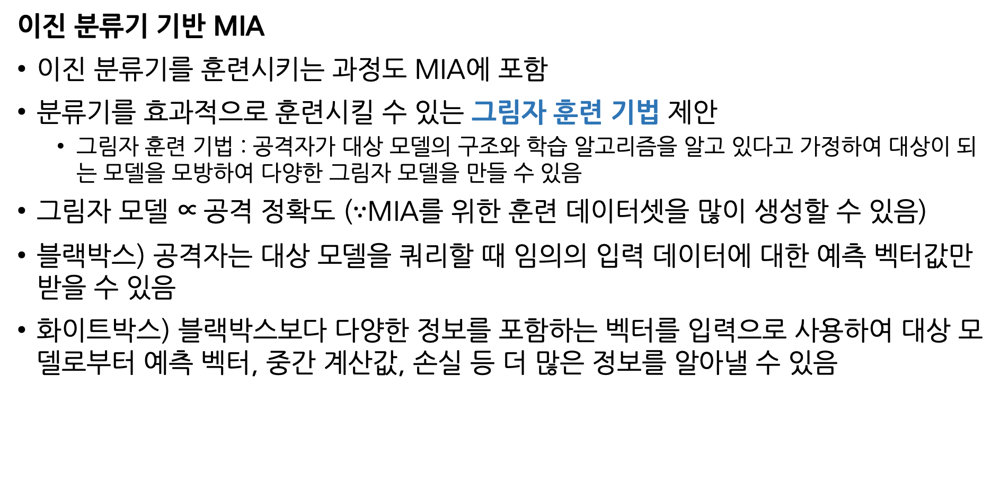 이진 분류기 기반 MIA
• 이진 분류기를 훈련시키는 과정도 MIA에 포함
• 분류기를 효과적으로 훈련시킬 수 있는 그림자 훈련 기법 제안
• 그림자 훈련 기법 : 공격자가 대상 모델의 구조와 학습 알고리즘을 알고 있다고 가정하여 대상이 되
는 모델을 모방하여 다양한 그림자 모델을 만들 수 있음
• 그림자 모델 ∝ 공격 정확도 (∵MIA를 위한 훈련 데이터셋을 많이 생성할 수 있음)
• 블랙박스) 공격자는 대상 모델을 쿼리할 때 임의의 입력 데이터에 대한 예측 벡터값만
받을 수 있음
• 화이트박스) 블랙박스보다 다양한 정보를 포함하는 벡터를 입력으로 사용하여 대상 모
델로부터 예측 벡터, 중간 계산값, 손실 등 더 많은 정보를 알아낼 수 있음